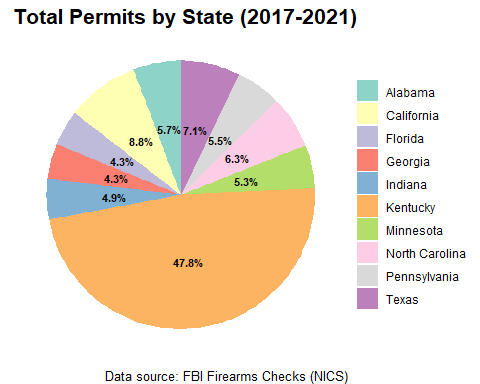 Total Permits by State (2017-2021)
5.7%
7.1%
8.8%
5.5%
4.3%
6.3%
4.3%
5.3%
4.9%
47.8%
Alabama
California
Florida
Georgia
Indiana
Kentucky
Minnesota
North Carolina
Pennsylvania
Texas
Data source: FBI Firearms Checks (NICS)